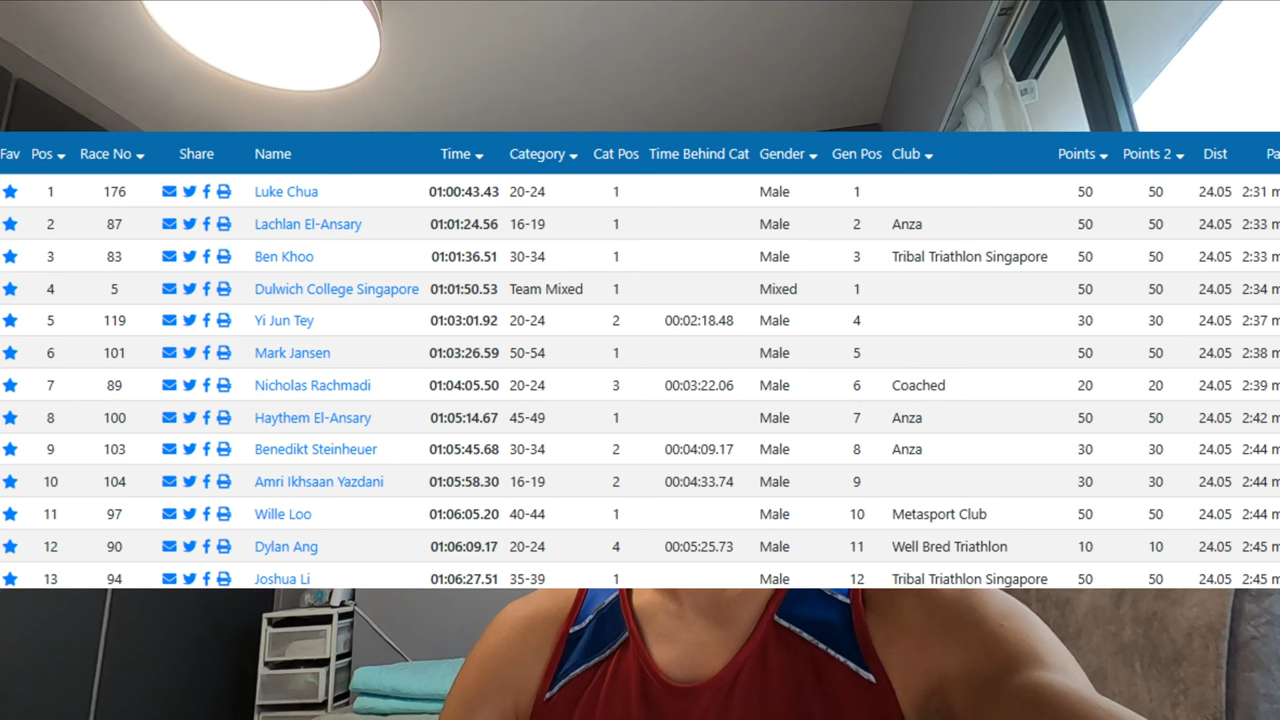 Fav Pos Race No Share Name Time Category Cat Pos Time Behind Cat Gender Gen Pos Club Points Points 2 Dist Pa
1 176 Luke Chua 01:00:43.43 20-24 1 Male 1 50 50 24.05 2:31 m
2 87 Lachlan El-Ansary 01:01:24.56 16-19 1 Male 2 Anza 50 50 24.05 2:33 m
3 83 Ben Khoo 01:01:36.51 30-34 1 Male 3 Tribal Triathlon Singapore 50 50 24.05 2:33 m
4 5 Dulwich College Singapore 01:01:50.53 Team Mixed 1 Mixed 1 50 50 24.05 2:34 m
5 119 Yi Jun Tey 01:03:01.92 20-24 2 00:02:18.48 Male 4 30 30 24.05 2:37 m
6 101 Mark Jansen 01:03:26.59 50-54 1 Male 5 50 50 24.05 2:38 m
7 89 Nicholas Rachmadi 01:04:05.50 20-24 3 00:03:22.06 Male 6 Coached 20 20 24.05 2:39 m
8 100 Haythem El-Ansary 01:05:14.67 45-49 1 Male 7 Anza 50 50 24.05 2:42 m
9 103 Benedikt Steinheuer 01:05:45.68 30-34 2 00:04:09.17 Male 8 Anza 30 30 24.05 2:44 m
10 104 Amri Ikhsaan Yazdani 01:05:58.30 16-19 2 00:04:33.74 Male 9 30 30 24.05 2:44 m
11 97 Wille Loo 01:06:05.20 40-44 1 Male 10 Metasport Club 50 50 24.05 2:44 m
12 90 Dylan Ang 01:06:09.17 20-24 4 00:05:25.73 Male 11 Well Bred Triathlon 10 10 24.05 2:45 m
13 94 Joshua Li 01:06:27.51 35-39 1 Male 12 Tribal Triathlon Singapore 50 50 24.05 2:45 m